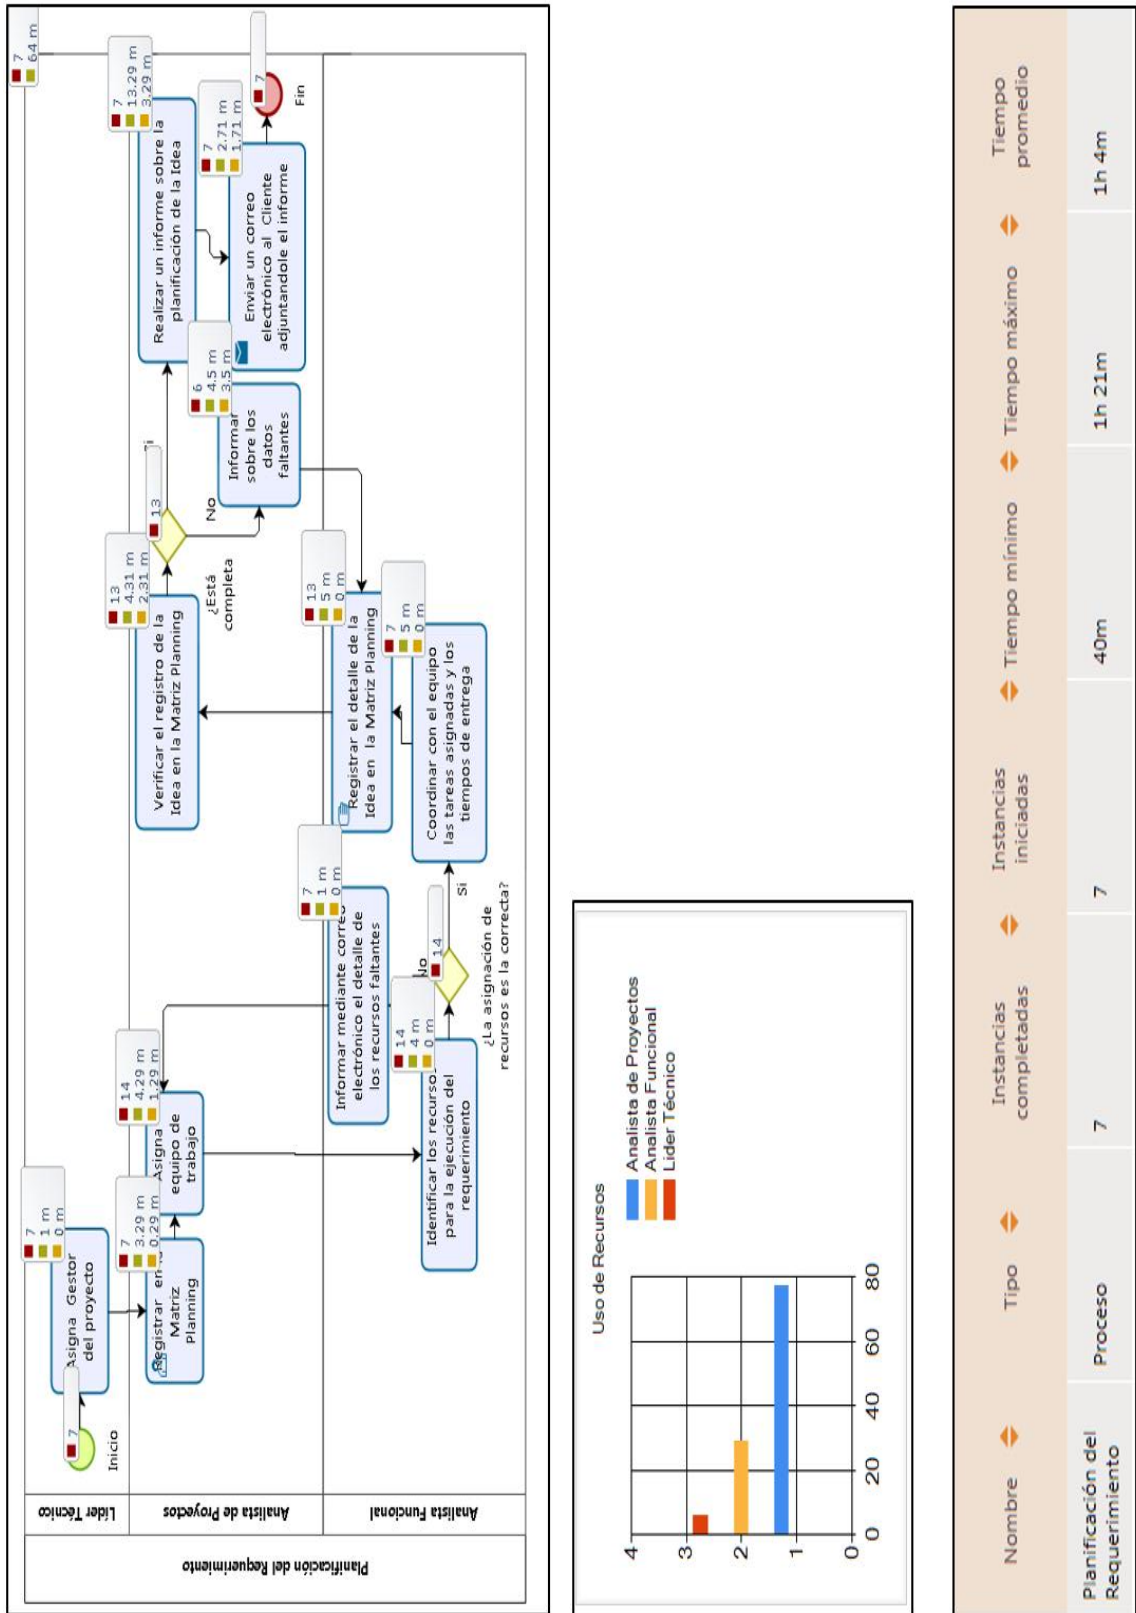 Planificación del Requerimiento
Líder Técnico
Analista de Proyectos
Analista Funcional
7
64 m
Inicio
7
Asigna Gestor
del proyecto
7
1 m
0 m
Registrar en la
Matriz
Planning
7
3.29 m
0.29 m
Asigna
equipo de
trabajo
14
4.29 m
1.29 m
Identificar los recursos
para la ejecución del
requerimiento
14
4 m
0 m
¿La asignación de
recursos es la correcta?
14
No
Si
Informar mediante correo
electrónico el detalle de
los recursos faltantes
7
1 m
0 m
Coordinar con el equipo
las tareas asignadas y los
tiempos de entrega
7
5 m
0 m
Registrar el detalle de la
Idea en la Matriz Planning
13
5 m
0 m
Verificar el registro de la
Idea en la Matriz Planning
13
4.31 m
2.31 m
¿Está
completa
13
No
Informar
sobre los
datos
faltantes
6
4.5 m
3.5 m
Realizar un informe sobre la
planificación de la Idea
7
13.29 m
3.29 m
Enviar un correo
electrónico al Cliente
adjuntandole el informe
7
2.71 m
1.71 m
7
Fin
Uso de Recursos
4
3
2
1
0
0
20
40
60
80
Analista de Proyectos
Analista Funcional
Lider Técnico
Nombre
Tipo
Instancias
completadas
Instancias
iniciadas
Tiempo mínimo
Tiempo máximo
Tiempo
promedio
Planificación del
Requerimiento
Proceso
7
7
40m
1h 21m
1h 4m